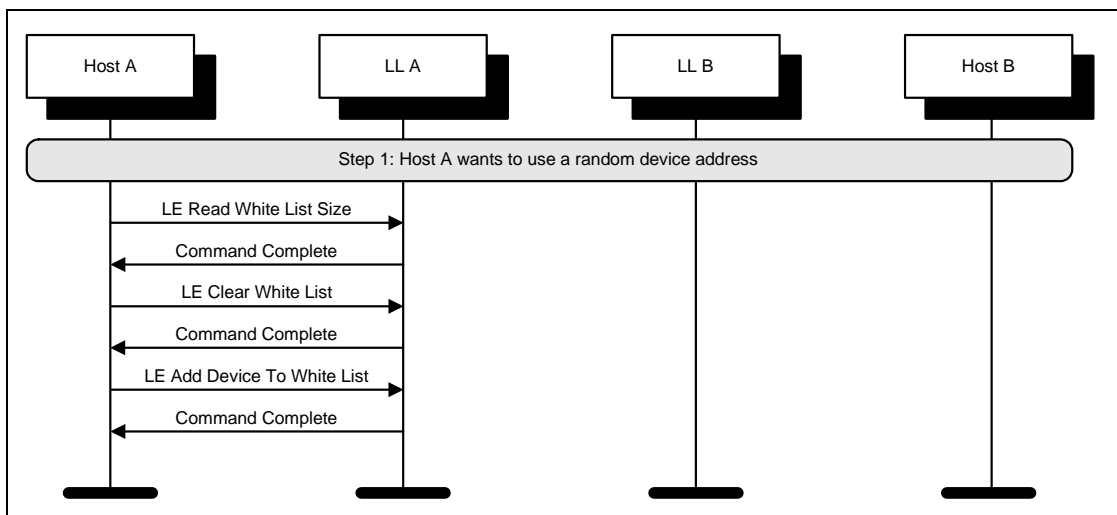 Host A
LL A
LL B
Host B
Step 1: Host A wants to use a random device address
LE Read White List Size
Command Complete
LE Clear White List
Command Complete
LE Add Device To White List
Command Complete